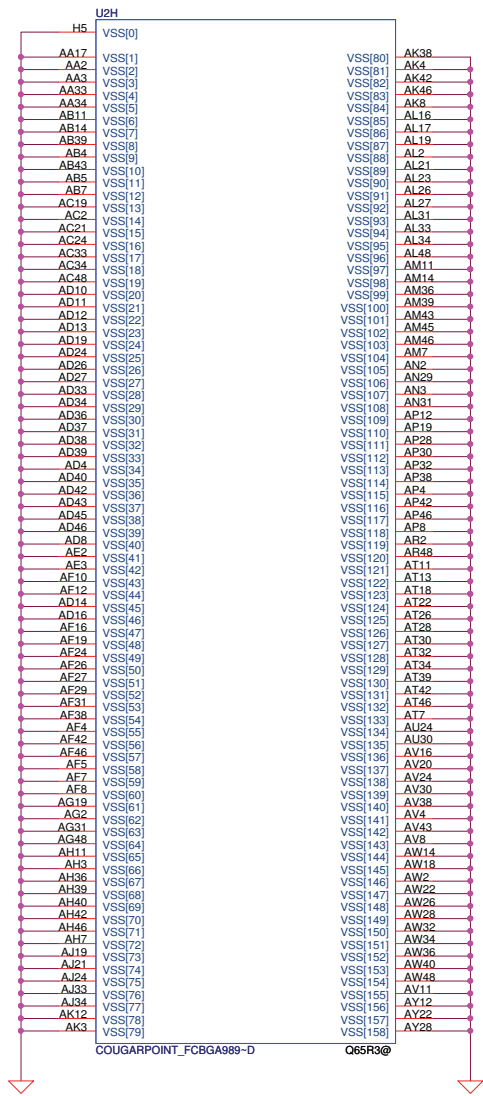 U2H
H5 VSS[0]
AA17 VSS[1] VSS[80] AK38
AA2 VSS[2] VSS[81] AK4
AA3 VSS[3] VSS[82] AK42
AA33 VSS[4] VSS[83] AK46
AA34 VSS[5] VSS[84] AK8
AB11 VSS[6] VSS[85] AL16
AB14 VSS[7] VSS[86] AL17
AB39 VSS[8] VSS[87] AL19
AB4 VSS[9] VSS[88] AL2
AB43 VSS[10] VSS[89] AL21
AB5 VSS[11] VSS[90] AL23
AB7 VSS[12] VSS[91] AL26
AC19 VSS[13] VSS[92] AL27
AC2 VSS[14] VSS[93] AL31
AC21 VSS[15] VSS[94] AL33
AC24 VSS[16] VSS[95] AL34
AC33 VSS[17] VSS[96] AL48
AC34 VSS[18] VSS[97] AM11
AC48 VSS[19] VSS[98] AM14
AD10 VSS[20] VSS[99] AM36
AD11 VSS[21] VSS[100] AM39
AD12 VSS[22] VSS[101] AM43
AD13 VSS[23] VSS[102] AM45
AD19 VSS[24] VSS[103] AM46
AD24 VSS[25] VSS[104] AM7
AD26 VSS[26] VSS[105] AN2
AD27 VSS[27] VSS[106] AN29
AD33 VSS[28] VSS[107] AN3
AD34 VSS[29] VSS[108] AN31
AD36 VSS[30] VSS[109] AP12
AD37 VSS[31] VSS[110] AP19
AD38 VSS[32] VSS[111] AP28
AD39 VSS[33] VSS[112] AP30
AD4 VSS[34] VSS[113] AP32
AD40 VSS[35] VSS[114] AP38
AD42 VSS[36] VSS[115] AP4
AD43 VSS[37] VSS[116] AP42
AD45 VSS[38] VSS[117] AP46
AD46 VSS[39] VSS[118] AP8
AD8 VSS[40] VSS[119] AR2
AE2 VSS[41] VSS[120] AR48
AE3 VSS[42] VSS[121] AT11
AF10 VSS[43] VSS[122] AT13
AF12 VSS[44] VSS[123] AT18
AD14 VSS[45] VSS[124] AT22
AD16 VSS[46] VSS[125] AT26
AF16 VSS[47] VSS[126] AT28
AF19 VSS[48] VSS[127] AT30
AF24 VSS[49] VSS[128] AT32
AF26 VSS[50] VSS[129] AT34
AF27 VSS[51] VSS[130] AT39
AF29 VSS[52] VSS[131] AT42
AF31 VSS[53] VSS[132] AT46
AF38 VSS[54] VSS[133] AT7
AF4 VSS[55] VSS[134] AU24
AF42 VSS[56] VSS[135] AU30
AF46 VSS[57] VSS[136] AV16
AF5 VSS[58] VSS[137] AV20
AF7 VSS[59] VSS[138] AV24
AF8 VSS[60] VSS[139] AV30
AG19 VSS[61] VSS[140] AV38
AG2 VSS[62] VSS[141] AV4
AG31 VSS[63] VSS[142] AV43
AG48 VSS[64] VSS[143] AV8
AH11 VSS[65] VSS[144] AW14
AH3 VSS[66] VSS[145] AW18
AH36 VSS[67] VSS[146] AW2
AH39 VSS[68] VSS[147] AW22
AH40 VSS[69] VSS[148] AW26
AH42 VSS[70] VSS[149] AW28
AH46 VSS[71] VSS[150] AW32
AH7 VSS[72] VSS[151] AW34
AJ19 VSS[73] VSS[152] AW36
AJ21 VSS[74] VSS[153] AW40
AJ24 VSS[75] VSS[154] AW48
AJ33 VSS[76] VSS[155] AV11
AJ34 VSS[77] VSS[156] AY12
AK12 VSS[78] VSS[157] AY22
AK3 VSS[79] VSS[158] AY28
COUGARPOINT_FCBGA989~D Q65R3@